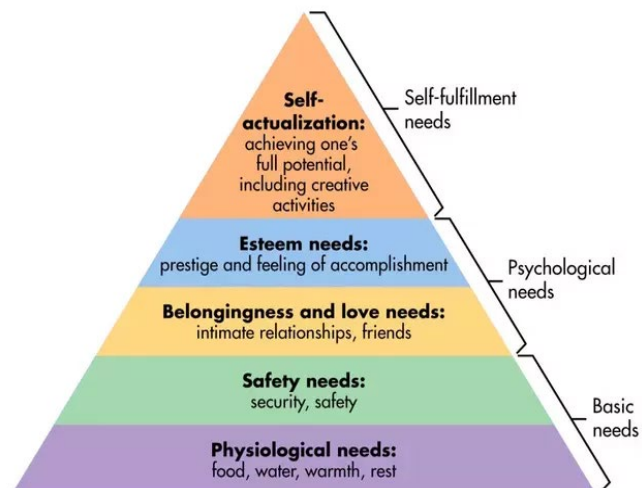 Self-
actualization:
achieving one's
full potential,
including creative
activities
Self-fulfillment
needs
Esteem needs:
prestige and feeling of accomplishment
Psychological
needs
Belongingness and love needs:
intimate relationships, friends
Safety needs:
security, safety
Basic
needs
Physiological needs:
food, water, warmth, rest